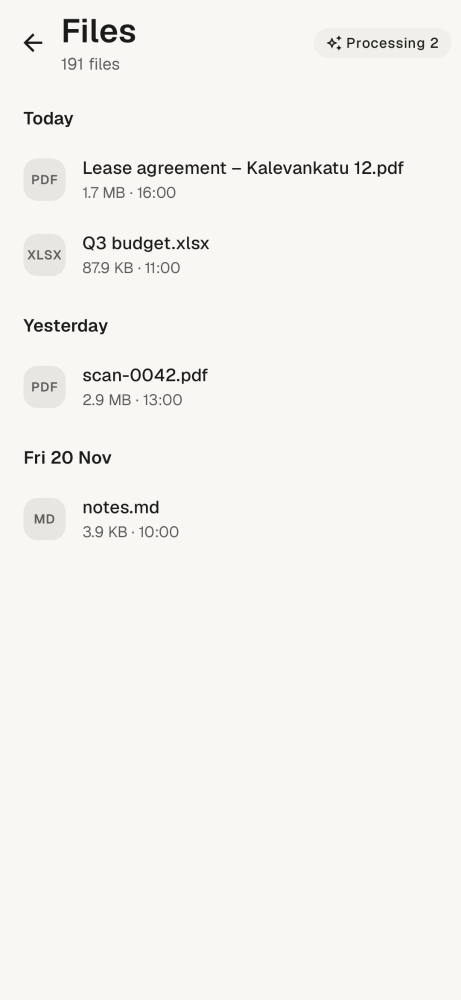 Files
191 files
Processing 2
Today
PDF
Lease agreement – Kalevankatu 12.pdf
1.7 MB · 16:00
XLSX
Q3 budget.xlsx
87.9 KB · 11:00
Yesterday
PDF
scan-0042.pdf
2.9 MB · 13:00
Fri 20 Nov
MD
notes.md
3.9 KB · 10:00